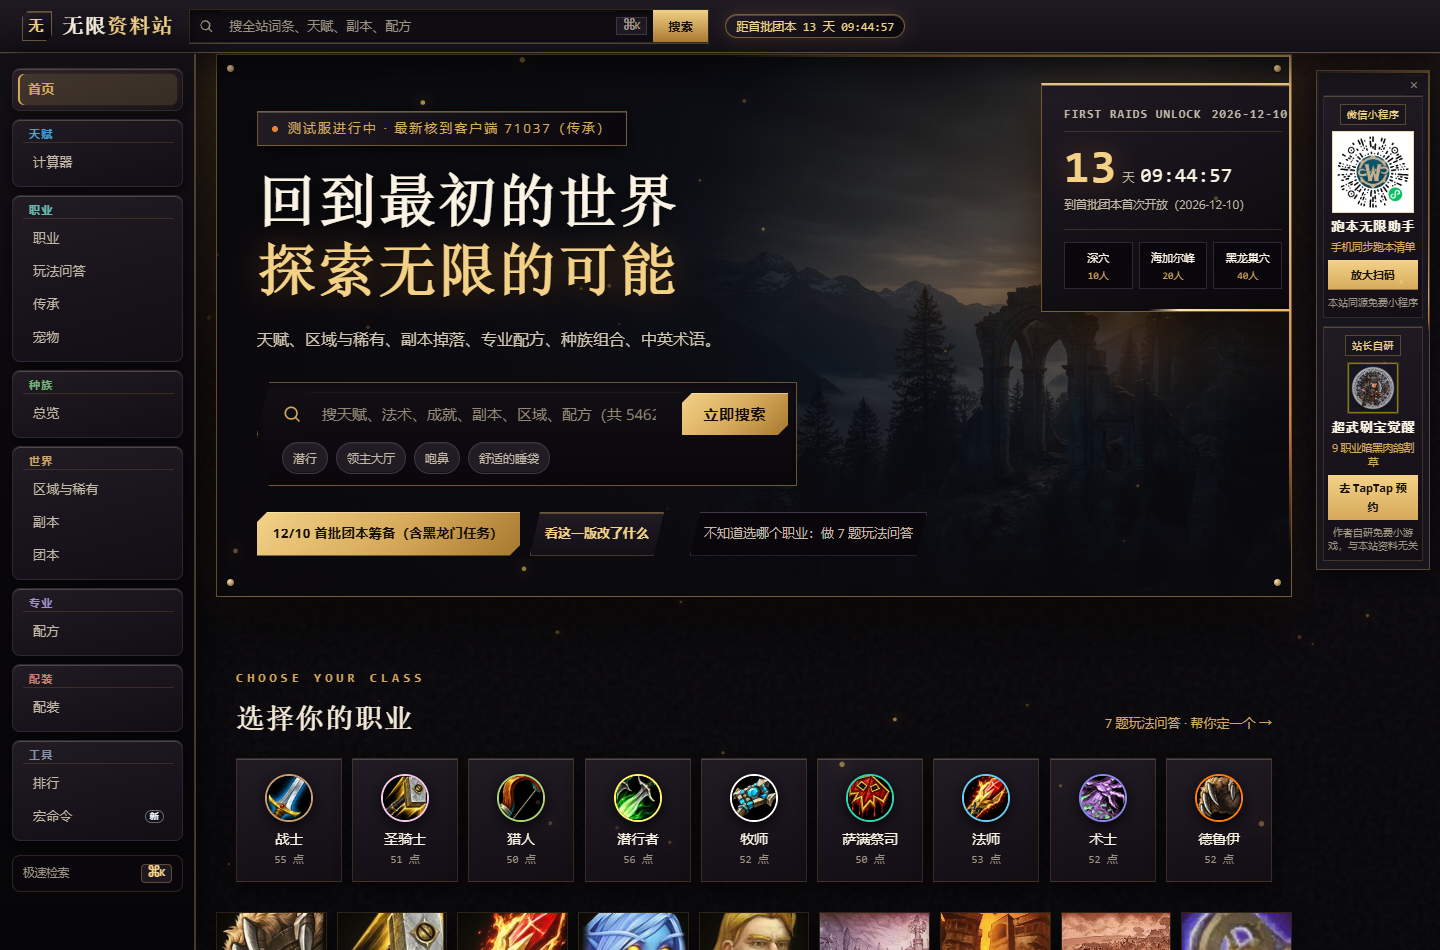 无 无限资料站
搜全站词条、天赋、副本、配方
⌘K
搜索
距首批团本 13 天 09:44:57
首页
天赋
计算器
职业
职业
玩法问答
传承
宠物
种族
总览
世界
区域与稀有
副本
团本
专业
配方
配装
配装
工具
排行
宏命令 新
极速检索 ⌘K
测试服进行中 · 最新核到客户端 71037（传承）
回到最初的世界
探索无限的可能
天赋、区域与稀有、副本掉落、专业配方、种族组合、中英术语。
搜天赋、法术、成就、副本、区域、配方（共 5462
立即搜索
潜行 领主大厅 咆鼻 舒适的睡袋
12/10 首批团本筹备（含黑龙门任务）
看这一版改了什么
不知道选哪个职业：做 7 题玩法问答
FIRST RAIDS UNLOCK 2026-12-10
13 天 09:44:57
到首批团本首次开放（2026-12-10）
深穴 海加尔峰 黑龙巢穴
10人 20人 40人
×
微信小程序
W
跑本无限助手
手机同步跑本清单
放大扫码
本站同源免费小程序
站长自研
超武刷宝觉醒
9 职业暗黑肉鸽割
草
去 TapTap 预
约
作者自研免费小游
戏，与本站资料无关
CHOOSE YOUR CLASS
选择你的职业
7 题玩法问答 · 帮你定一个 →
战士 圣骑士 猎人 潜行者 牧师 萨满祭司 法师 术士 德鲁伊
55 点 51 点 50 点 56 点 52 点 50 点 53 点 52 点 52 点